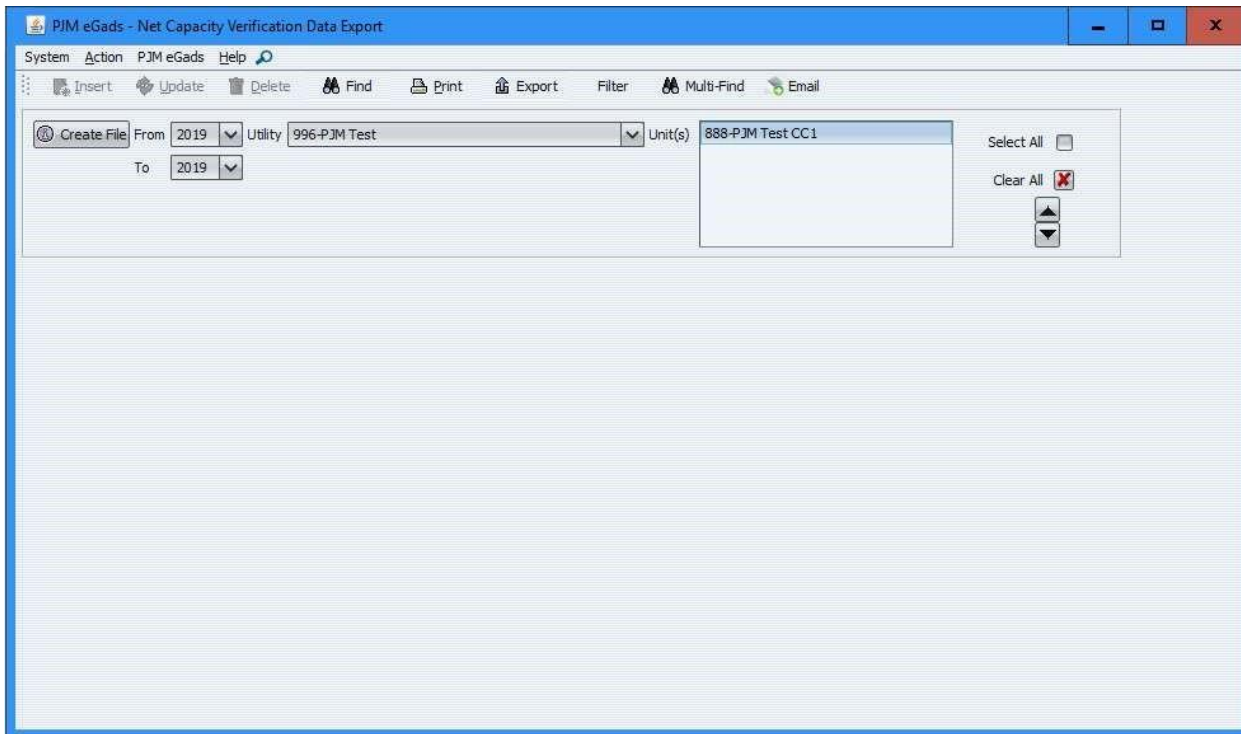 PJM eGads - Net Capacity Verification Data Export
System Action PJM eGads Help
Insert Update Delete Find Print Export Filter Multi-Find Email
Create File From 2019 Utility 996-PJM Test Unit(s) 888-PJM Test CC1 Select All
To 2019 Clear All